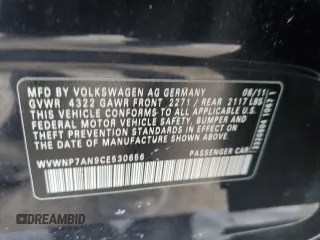 MFD BY VOLKSWAGEN AG GERMANY 08/11
GVWR 4322 GAWR FRONT 2271 / REAR 2117 LBS
THIS VEHICLE CONFORMS TO ALL APPLICABLE
FEDERAL MOTOR VEHICLE SAFETY, BUMPER, AND
THEFT PREVENTION STANDARDS IN EFFECT ON THE
DATE OF MANUFACTURE SHOWN ABOVE.
WVWNP7AN9CE530656 PASSENGER CAR
DREAMBID